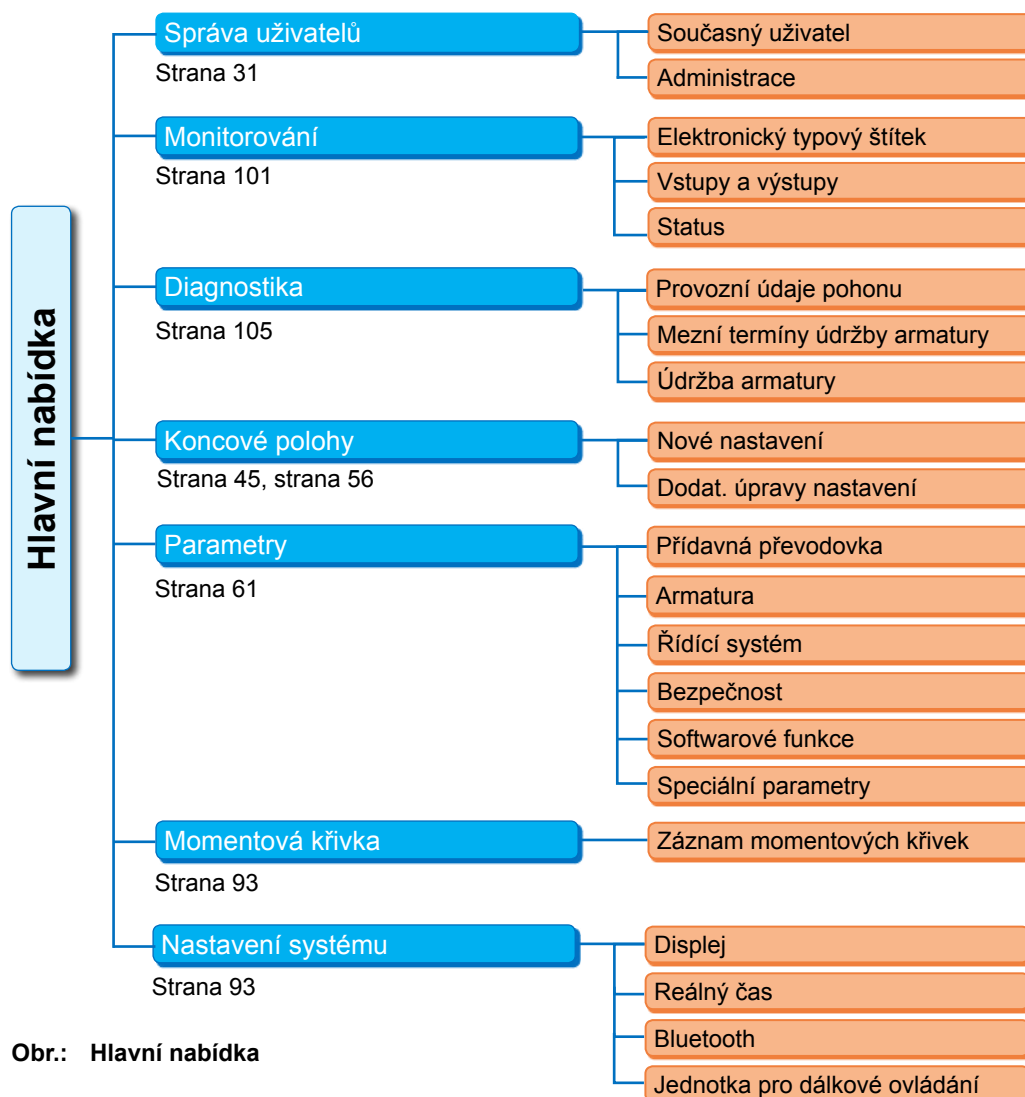 Hlavní nabídka
Správa uživatelů
Strana 31
Současný uživatel
Administrace
Monitorování
Strana 101
Elektronický typový štítek
Vstupy a výstupy
Status
Diagnostika
Strana 105
Provozní údaje pohonu
Mezní termíny údržby armatury
Údržba armatury
Koncové polohy
Strana 45, strana 56
Nové nastavení
Dodat. úpravy nastavení
Parametry
Strana 61
Přídavná převodovka
Armatura
Řídící systém
Bezpečnost
Softwarové funkce
Speciální parametry
Momentová křivka
Strana 93
Záznam momentových křivek
Nastavení systému
Strana 93
Displej
Reálný čas
Bluetooth
Jednotka pro dálkové ovládání
Obr.: Hlavní nabídka